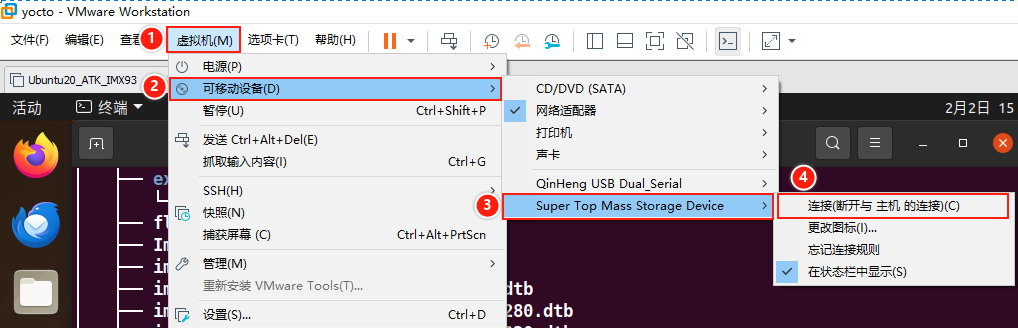 yocto - VMware Workstation
文件(F) 编辑(E) 查看 虚拟机(M) 选项卡(T) 帮助(H)
1
Ubuntu20_ATK_IMX93
活动 终端 2月2日 15
电源(P)
2 可移动设备(D)
暂停(U) Ctrl+Shift+P
发送 Ctrl+Alt+Del(E)
抓取输入内容(I) Ctrl+G
SSH(H)
快照(N)
捕获屏幕 (C) Ctrl+Alt+PrtScn
管理(M)
重新安装 VMware Tools(T)...
设置(S)... Ctrl+D
CD/DVD (SATA)
网络适配器
打印机
声卡
QinHeng USB Dual_Serial
3 Super Top Mass Storage Device
4
连接(断开与 主机 的连接)(C)
更改图标(I)...
忘记连接规则
在状态栏中显示(S)
ex
fl
Im
im
im dtb
im 280.dtb